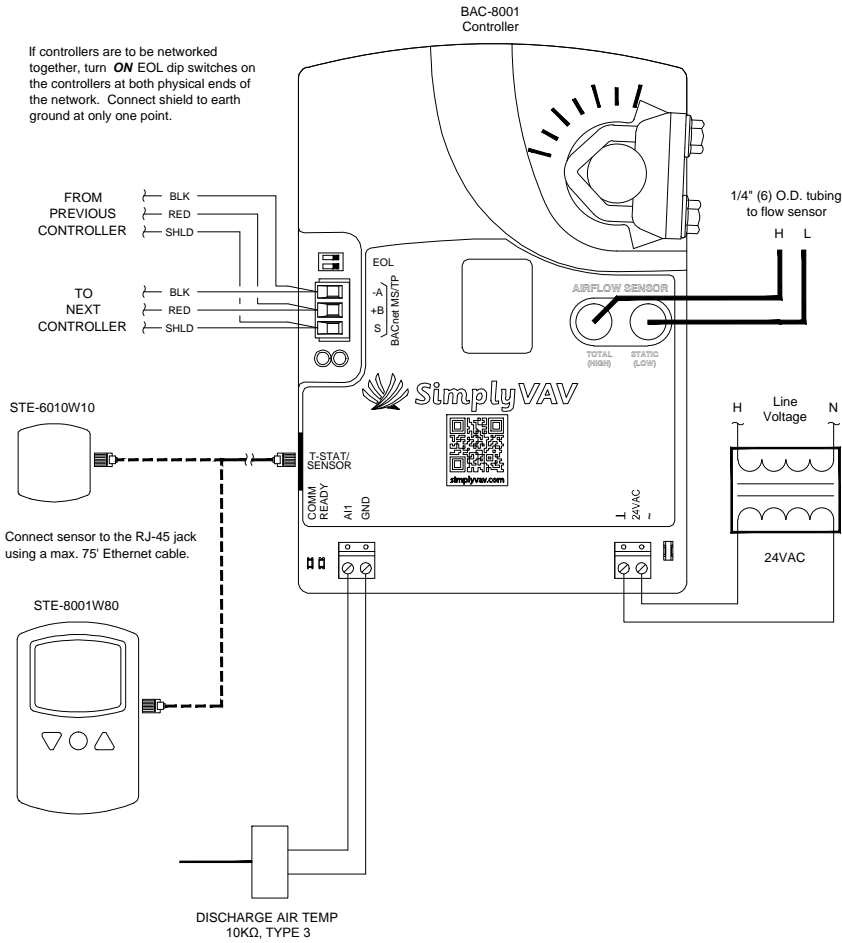 BAC-8001
Controller
If controllers are to be networked
together, turn ON EOL dip switches on
the controllers at both physical ends of
the network. Connect shield to earth
ground at only one point.
1/4" (6) O.D. tubing
to flow sensor
H L
FROM
PREVIOUS
CONTROLLER
BLK
RED
SHLD
TO
NEXT
CONTROLLER
BLK
RED
SHLD
EOL
-A
+B
S
BACnet MS/TP
AIRFLOW SENSOR
TOTAL
(HIGH)
STATIC
(LOW)
SimplyVAV
simplyvav.com
STE-6010W10
T-STAT/
SENSOR
COMM
READY
AI1
GND
⊥
24VAC
~
H
Line
Voltage
N
24VAC
Connect sensor to the RJ-45 jack
using a max. 75' Ethernet cable.
STE-8001W80
DISCHARGE AIR TEMP
10KΩ, TYPE 3